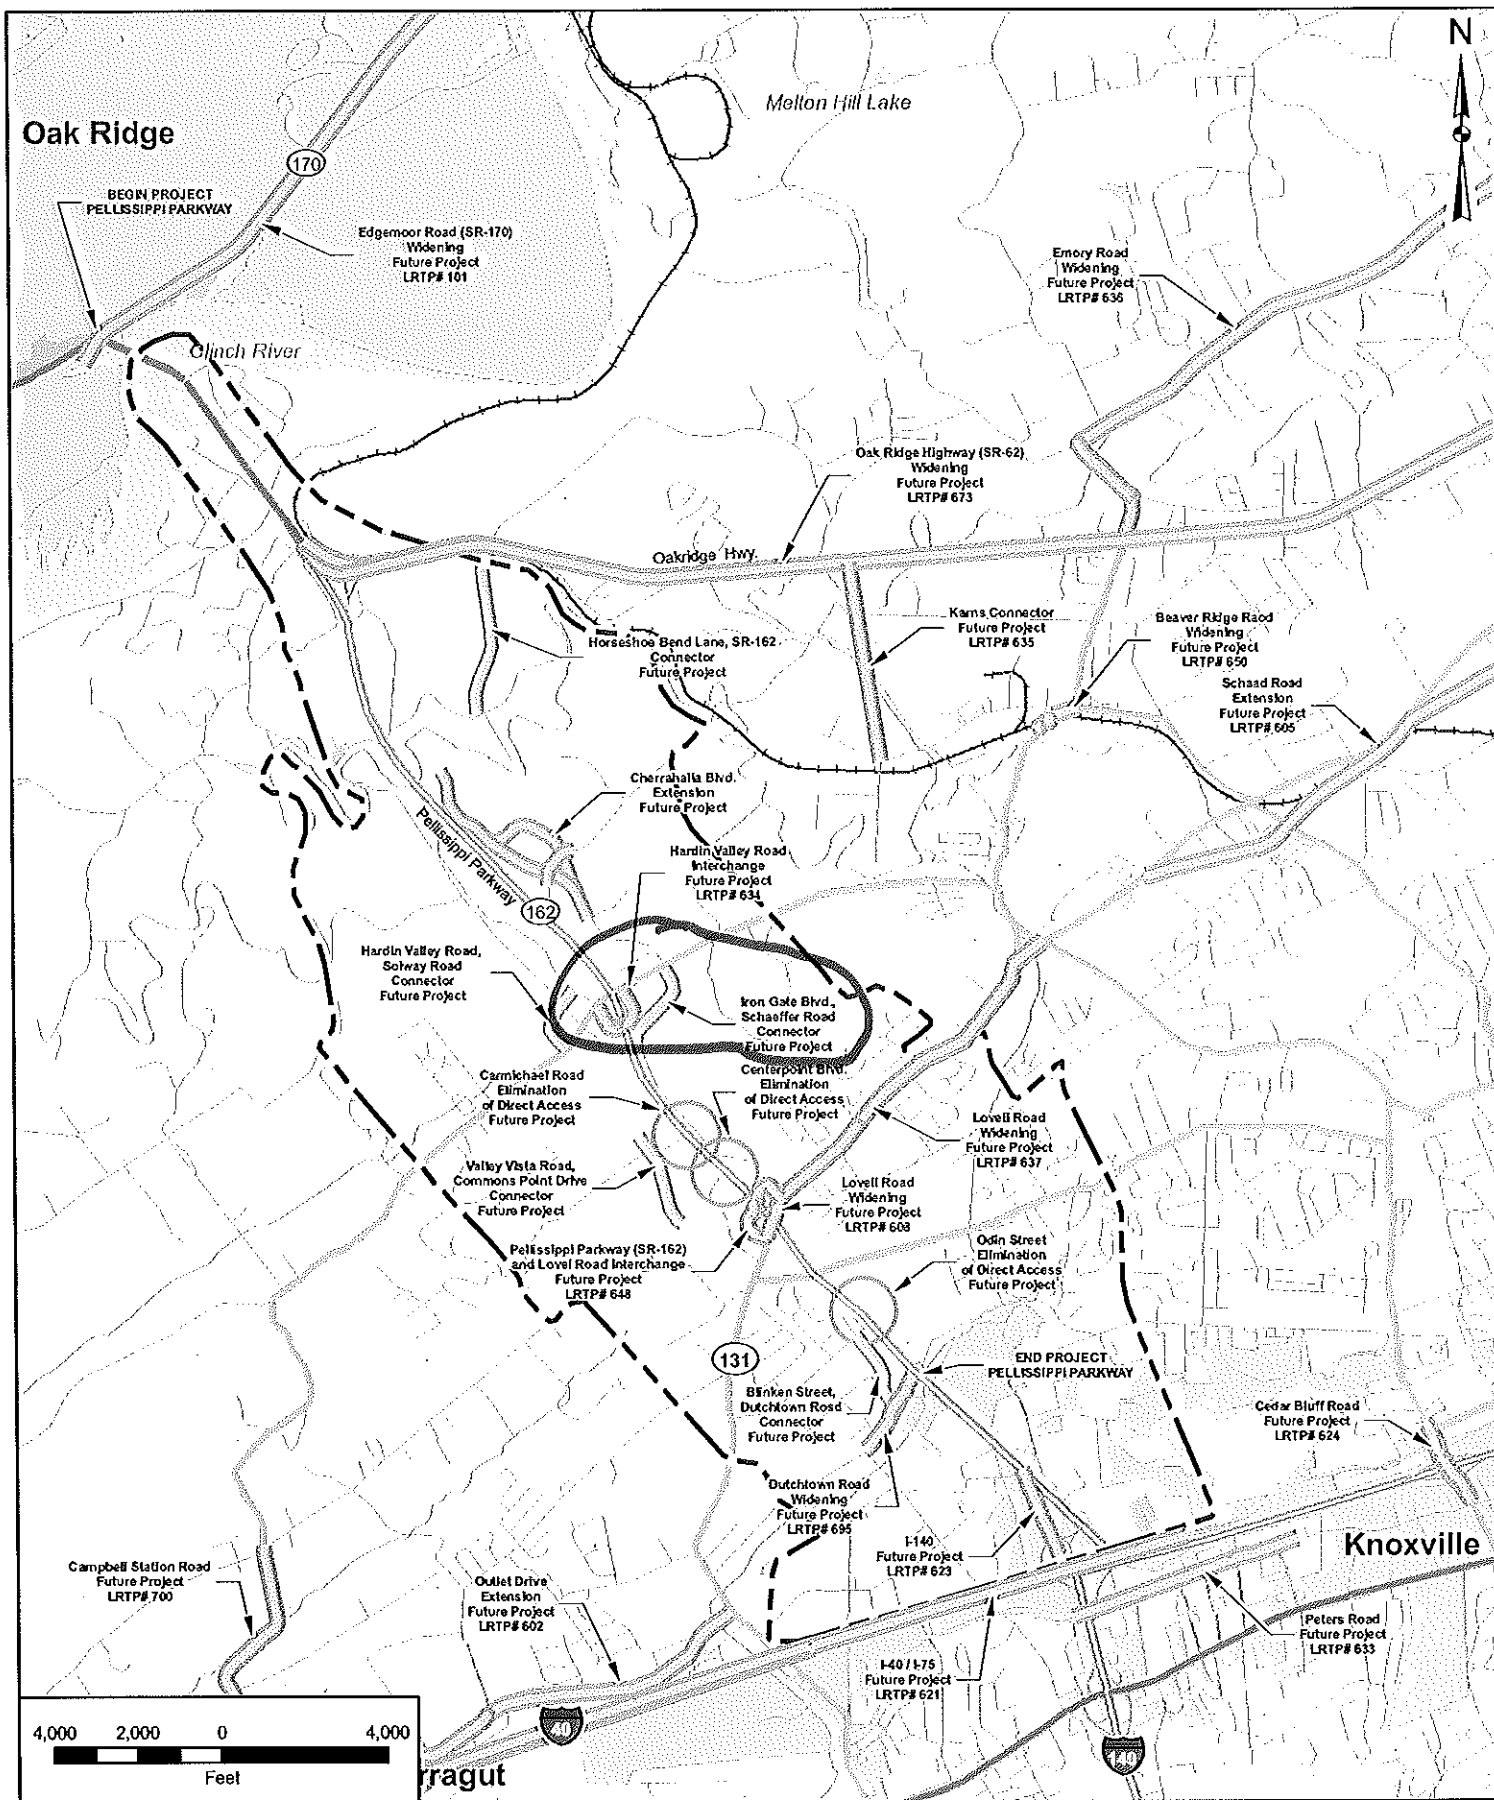 N
Mellon Hill Lake
Oak Ridge
170
BEGIN PROJECT
PELLISSIPPI PARKWAY
Edgemoor Road (SR-170)
Widening
Future Project
LRTP# 101
Emory Road
Widening
Future Project
LRTP# 636
Clinch River
Oak Ridge Highway (SR-62)
Widening
Future Project
LRTP# 673
Oakridge Hwy.
Karns Connector
Future Project
LRTP# 635
Beaver Ridge Raod
Widening
Future Project
LRTP# 650
Horseshoe Bend Lane, SR-162
Connector
Future Project
Schaad Road
Extension
Future Project
LRTP# 605
Cherrahalla Blvd.
Extension
Future Project
Pellissippi Parkway
162
Hardin Valley Road
Interchange
Future Project
LRTP# 634
Hardin Valley Road,
Solway Road
Connector
Future Project
Iron Gate Blvd.,
Schaeffer Road
Connector
Future Project
Carmichael Road
Elimination
of Direct Access
Future Project
Centerpoint Blvd.
Elimination
of Direct Access
Future Project
Lovell Road
Widening
Future Project
LRTP# 637
Valley Vista Road,
Commons Point Drive
Connector
Future Project
Lovell Road
Widening
Future Project
LRTP# 608
Pellissippi Parkway (SR-162)
and Lovel Road Interchange
Future Project
LRTP# 648
Odin Street
Elimination
of Direct Access
Future Project
131
END PROJECT
PELLISSIPPI PARKWAY
Blinken Street,
Dutchtown Road
Connector
Future Project
Cedar Bluff Road
Future Project
LRTP# 624
Dutchtown Road
Widening
Future Project
LRTP# 695
I-140
Future Project
LRTP# 623
Knoxville
Campbell Station Road
Future Project
LRTP# 700
Outlet Drive
Extension
Future Project
LRTP# 602
Peters Road
Future Project
LRTP# 633
I-40 / I-75
Future Project
LRTP# 621
4,000 2,000 0 4,000
Feet
40
140
rragut